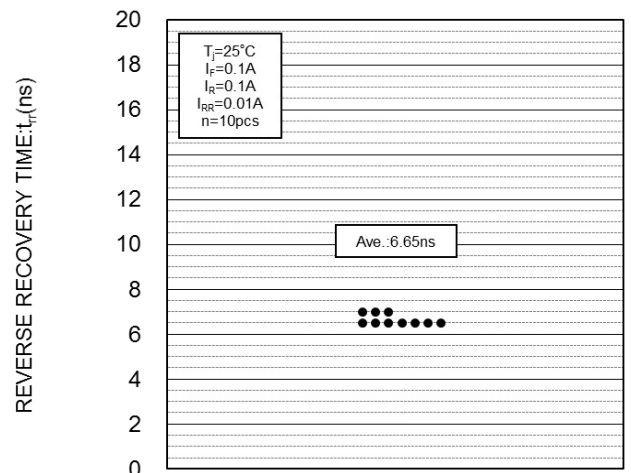 REVERSE RECOVERY TIME:trr(ns)
20
18
16
14
12
10
8
6
4
2
0
Tj=25°C
IF=0.1A
IR=0.1A
IRR=0.01A
n=10pcs
Ave.:6.65ns